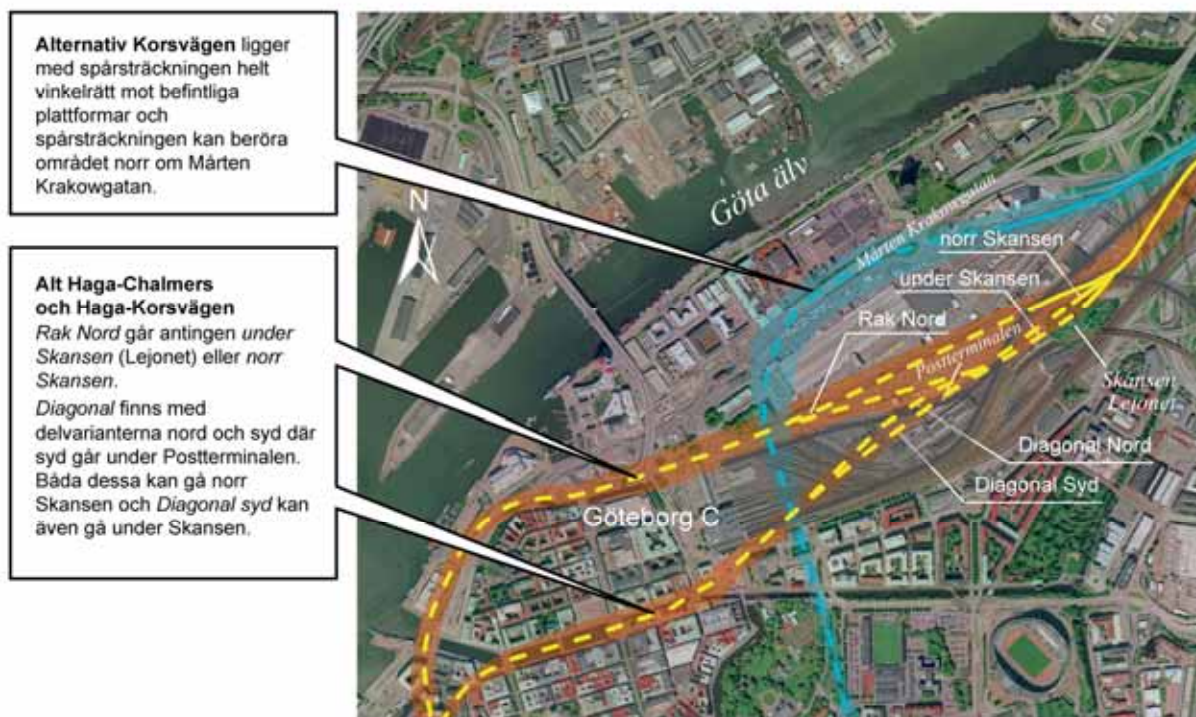 Alternativ Korsvägen ligger
med spårsträckningen helt
vinkelrätt mot befintliga
plattformar och
spårsträckningen kan beröra
området norr om Mårten
Krakowgatan.
Alt Haga-Chalmers
och Haga-Korsvägen
Rak Nord går antingen under
Skansen (Lejonet) eller norr
Skansen.
Diagonal finns med
delvarianterna nord och syd där
syd går under Postterminalen.
Båda dessa kan gå norr
Skansen och Diagonal syd kan
även gå under Skansen.
N
Göta älv
Mårten Krakowgatan
norr Skansen
under Skansen
Rak Nord
Postterminalen
Skansen
Lejonet
Diagonal Nord
Diagonal Syd
Göteborg C